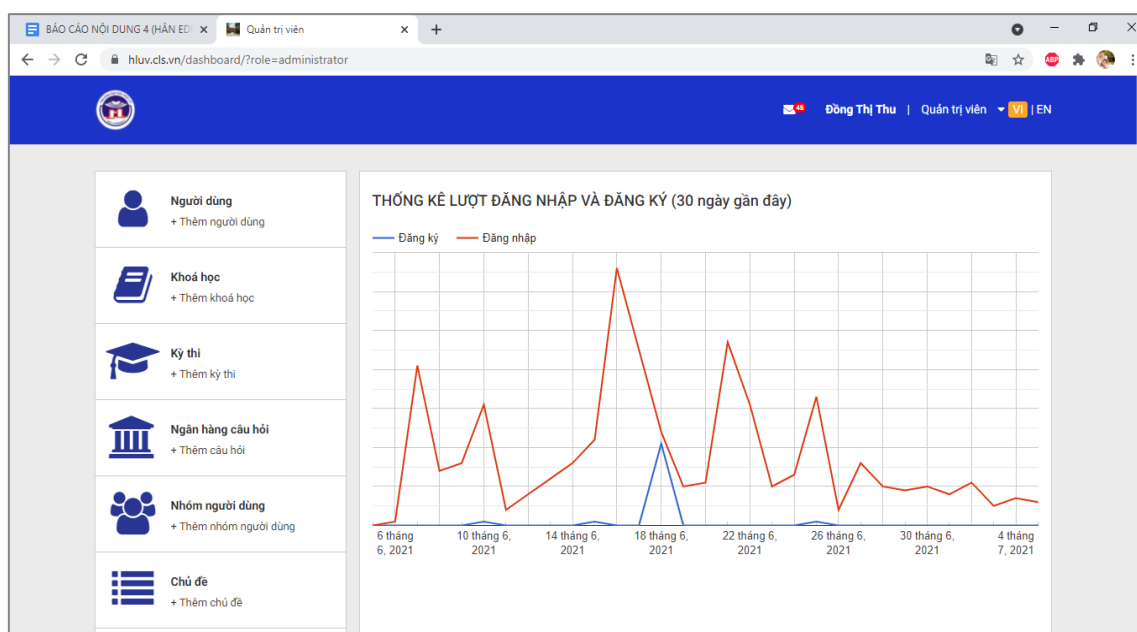 BÁO CÁO NỘI DUNG 4 (HÂN EDI
Quản trị viên
hluv.cls.vn/dashboard/?role=administrator
ABP
45
Đồng Thị Thu | Quản trị viên VI | EN
Người dùng
+ Thêm người dùng
Khoá học
+ Thêm khoá học
Kỳ thi
+ Thêm kỳ thi
Ngân hàng câu hỏi
+ Thêm câu hỏi
Nhóm người dùng
+ Thêm nhóm người dùng
Chủ đề
+ Thêm chủ đề
THỐNG KÊ LƯỢT ĐĂNG NHẬP VÀ ĐĂNG KÝ (30 ngày gần đây)
Đăng ký Đăng nhập
6 tháng 10 tháng 6, 14 tháng 6, 18 tháng 6, 22 tháng 6, 26 tháng 6, 30 tháng 6, 4 tháng
6, 2021 2021 2021 2021 2021 2021 2021 7, 2021